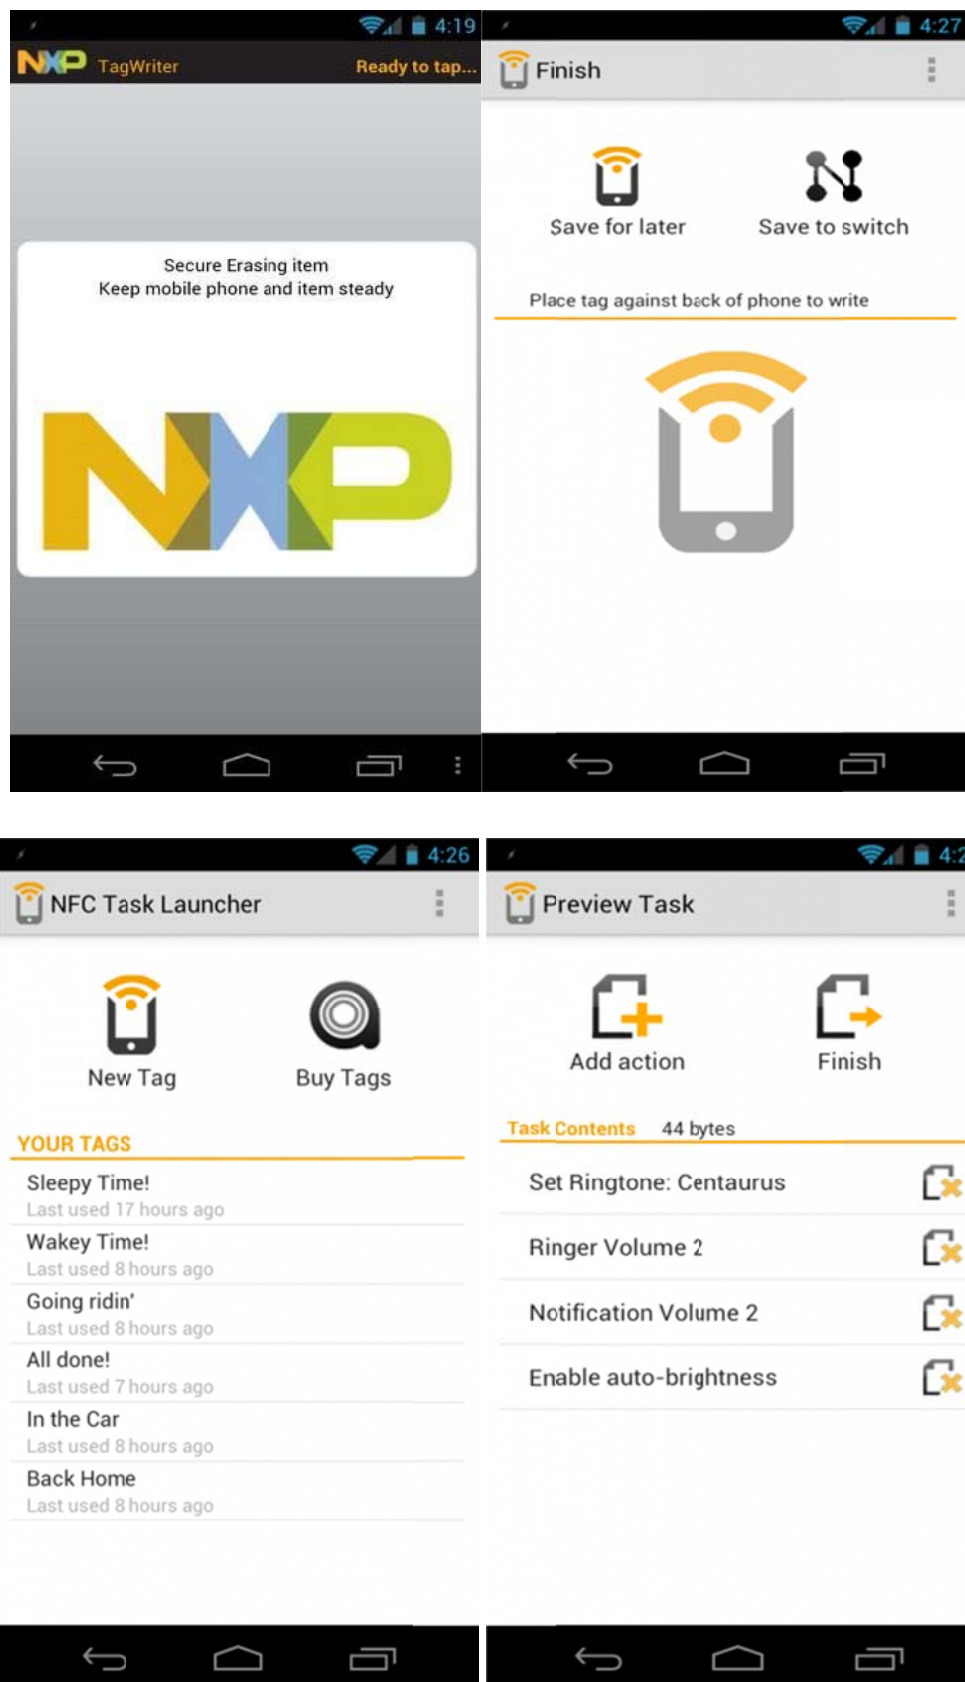 4:19
NXP TagWriter Ready to tap...
Secure Erasing item
Keep mobile phone and item steady
NXP
4:27
Finish
Save for later Save to switch
Place tag against back of phone to write
4:26
NFC Task Launcher
New Tag Buy Tags
YOUR TAGS
Sleepy Time!
Last used 17 hours ago
Wakey Time!
Last used 8 hours ago
Going ridin'
Last used 8 hours ago
All done!
Last used 7 hours ago
In the Car
Last used 8 hours ago
Back Home
Last used 8 hours ago
4:2
Preview Task
Add action Finish
Task Contents 44 bytes
Set Ringtone: Centaurus
Ringer Volume 2
Notification Volume 2
Enable auto-brightness